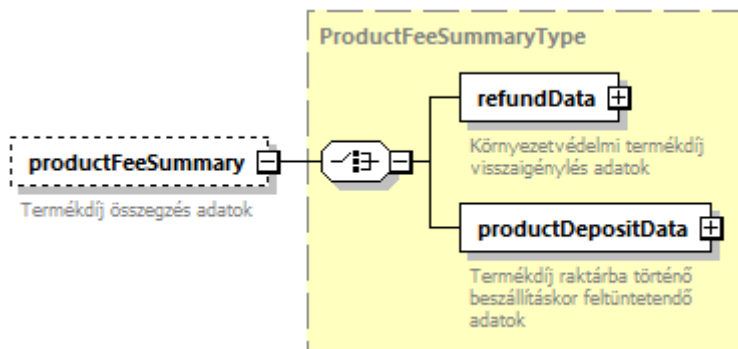 ProductFeeSummaryType
refundData
Környezetvédelmi termékdíj
visszaigénylés adatok
productFeeSummary
Termékdíj összegzés adatok
productDepositData
Termékdíj raktárba történő
beszállításkor feltüntetendő
adatok